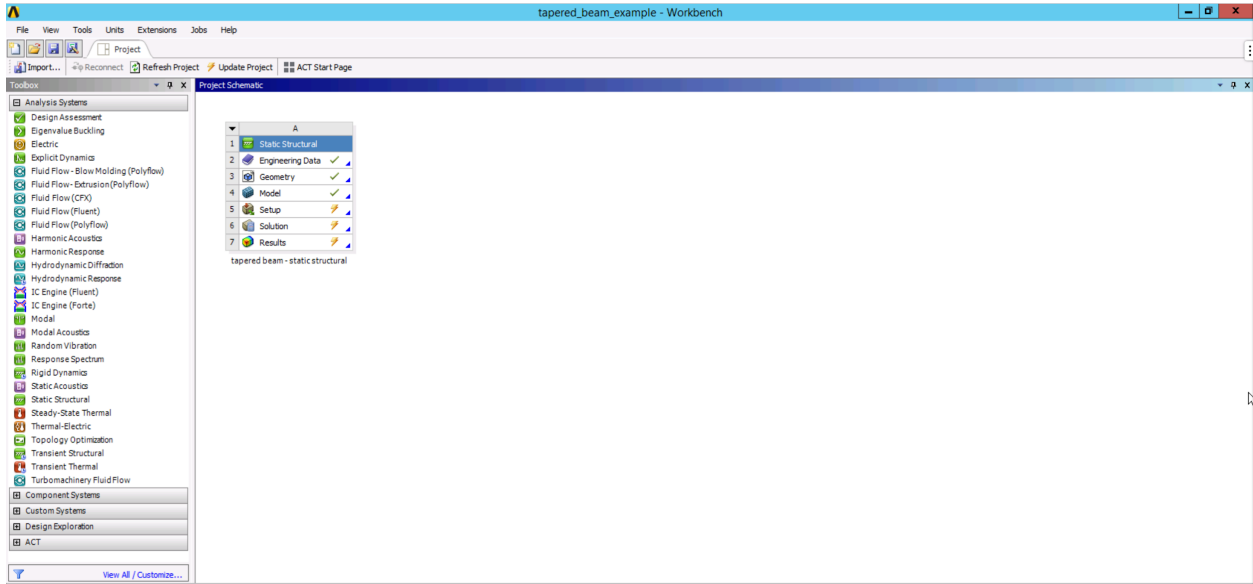 tapered_beam_example - Workbench
File View Tools Units Extensions Jobs Help
Project
Import... Reconnect Refresh Project Update Project ACT Start Page
Toolbox
Project Schematic
Analysis Systems
Design Assessment
Eigenvalue Buckling
Electric
Explicit Dynamics
Fluid Flow - Blow Molding (Polyflow)
Fluid Flow - Extrusion (Polyflow)
Fluid Flow (CFX)
Fluid Flow (Fluent)
Fluid Flow (Polyflow)
Harmonic Acoustics
Harmonic Response
Hydrodynamic Diffraction
Hydrodynamic Response
IC Engine (Fluent)
IC Engine (Forte)
Modal
Modal Acoustics
Random Vibration
Response Spectrum
Rigid Dynamics
Static Acoustics
Static Structural
Steady-State Thermal
Thermal-Electric
Topology Optimization
Transient Structural
Transient Thermal
Turbomachinery Fluid Flow
Component Systems
Custom Systems
Design Exploration
ACT
View All / Customize...
A
1 Static Structural
2 Engineering Data
3 Geometry
4 Model
5 Setup
6 Solution
7 Results
tapered beam - static structural